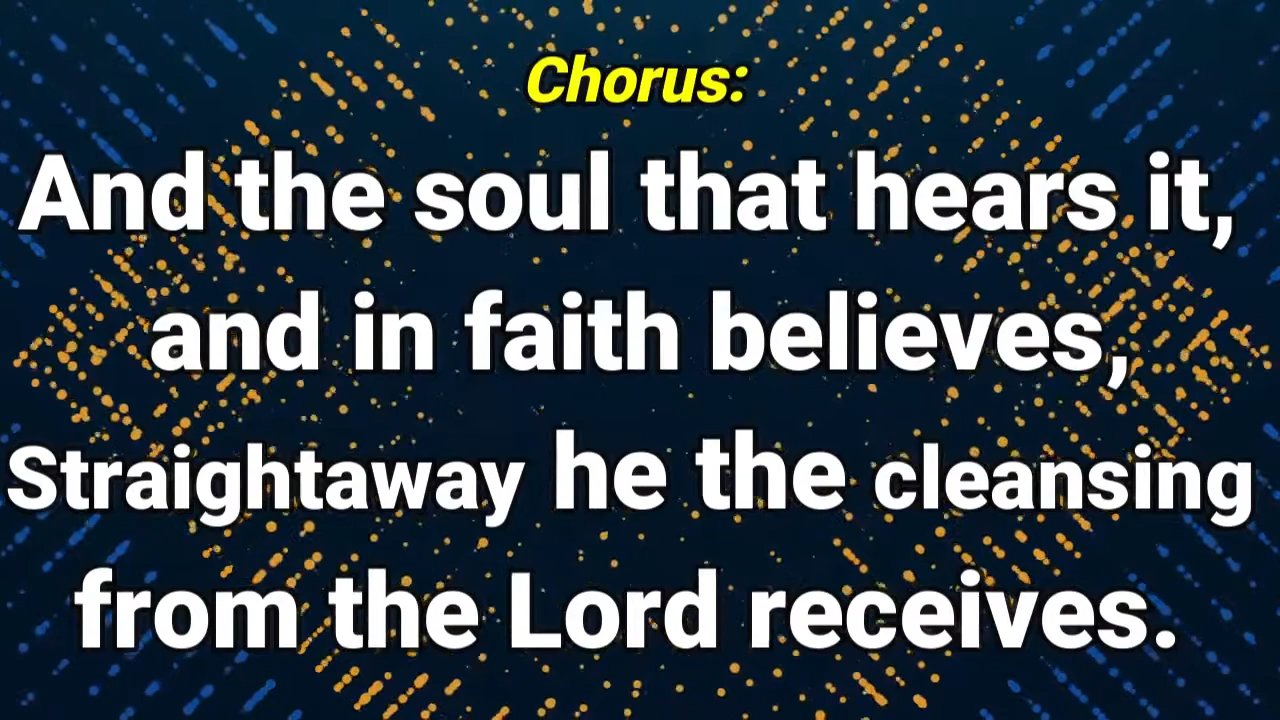 Chorus:
And the soul that hears it,
and in faith believes,
Straightaway he the cleansing
from the Lord receives.